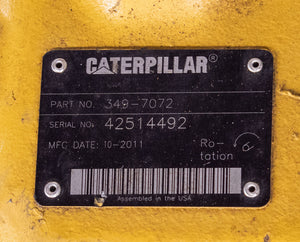 CATERPILLAR®
PART NO. 349-7072
SERIAL NO: 42514492
MFG DATE: 10-2011
Ro-
tation
Assembled in the USA